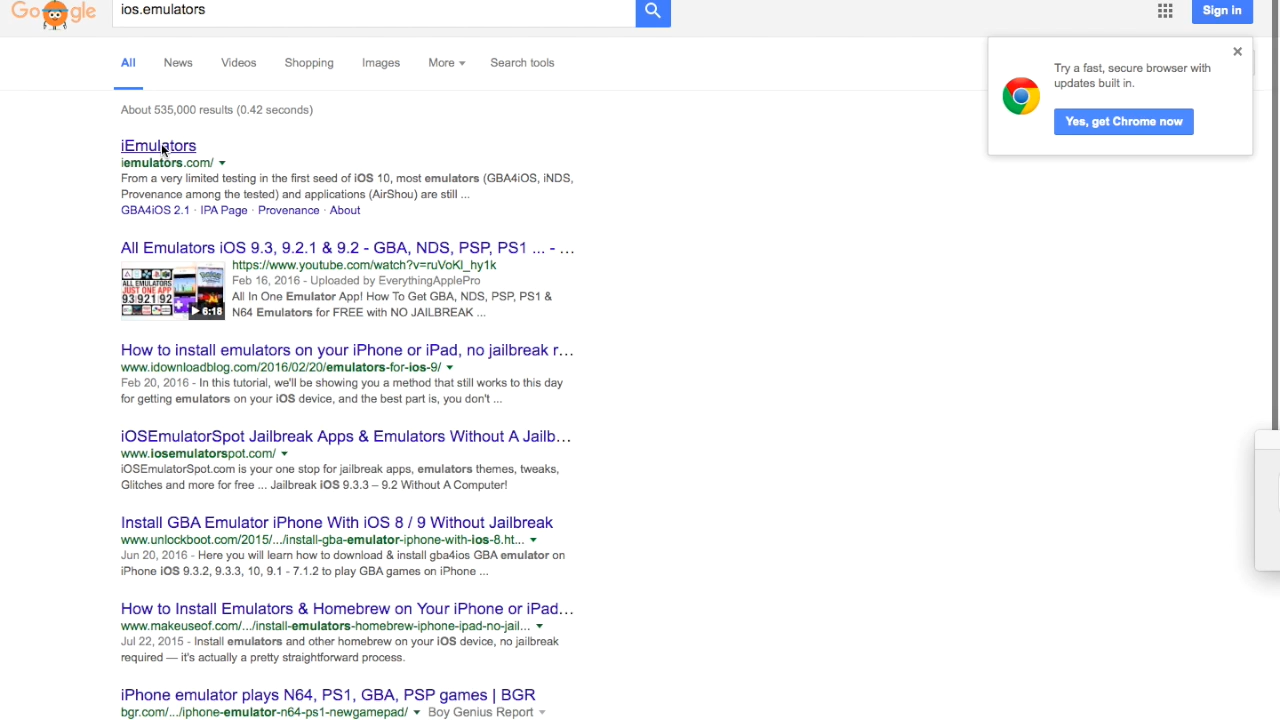 Google
ios.emulators
Sign in
All News Videos Shopping Images More Search tools
Try a fast, secure browser with
updates built in.
Yes, get Chrome now
About 535,000 results (0.42 seconds)
iEmulators
iemulators.com/
From a very limited testing in the first seed of iOS 10, most emulators (GBA4iOS, iNDS,
Provenance among the tested) and applications (AirShou) are still ...
GBA4iOS 2.1 · IPA Page · Provenance · About
All Emulators iOS 9.3, 9.2.1 & 9.2 - GBA, NDS, PSP, PS1 ... - ...
https://www.youtube.com/watch?v=ruVoKl_hy1k
Feb 16, 2016 - Uploaded by EverythingApplePro
All In One Emulator App! How To Get GBA, NDS, PSP, PS1 &
N64 Emulators for FREE with NO JAILBREAK ...
ALL EMULATORS
JUST ONE APP
93 921 92
6:18
How to install emulators on your iPhone or iPad, no jailbreak r...
www.idownloadblog.com/2016/02/20/emulators-for-ios-9/
Feb 20, 2016 - In this tutorial, we'll be showing you a method that still works to this day
for getting emulators on your iOS device, and the best part is, you don't ...
iOSEmulatorSpot Jailbreak Apps & Emulators Without A Jailb...
www.iosemulatorspot.com/
iOSEmulatorSpot.com is your one stop for jailbreak apps, emulators themes, tweaks,
Glitches and more for free ... Jailbreak iOS 9.3.3 – 9.2 Without A Computer!
Install GBA Emulator iPhone With iOS 8 / 9 Without Jailbreak
www.unlockboot.com/2015/.../install-gba-emulator-iphone-with-ios-8.ht...
Jun 20, 2016 - Here you will learn how to download & install gba4ios GBA emulator on
iPhone iOS 9.3.2, 9.3.3, 10, 9.1 - 7.1.2 to play GBA games on iPhone ...
How to Install Emulators & Homebrew on Your iPhone or iPad...
www.makeuseof.com/.../install-emulators-homebrew-iphone-ipad-no-jail...
Jul 22, 2015 - Install emulators and other homebrew on your iOS device, no jailbreak
required — it's actually a pretty straightforward process.
iPhone emulator plays N64, PS1, GBA, PSP games | BGR
bgr.com/.../iphone-emulator-n64-ps1-newgamepad/ Boy Genius Report